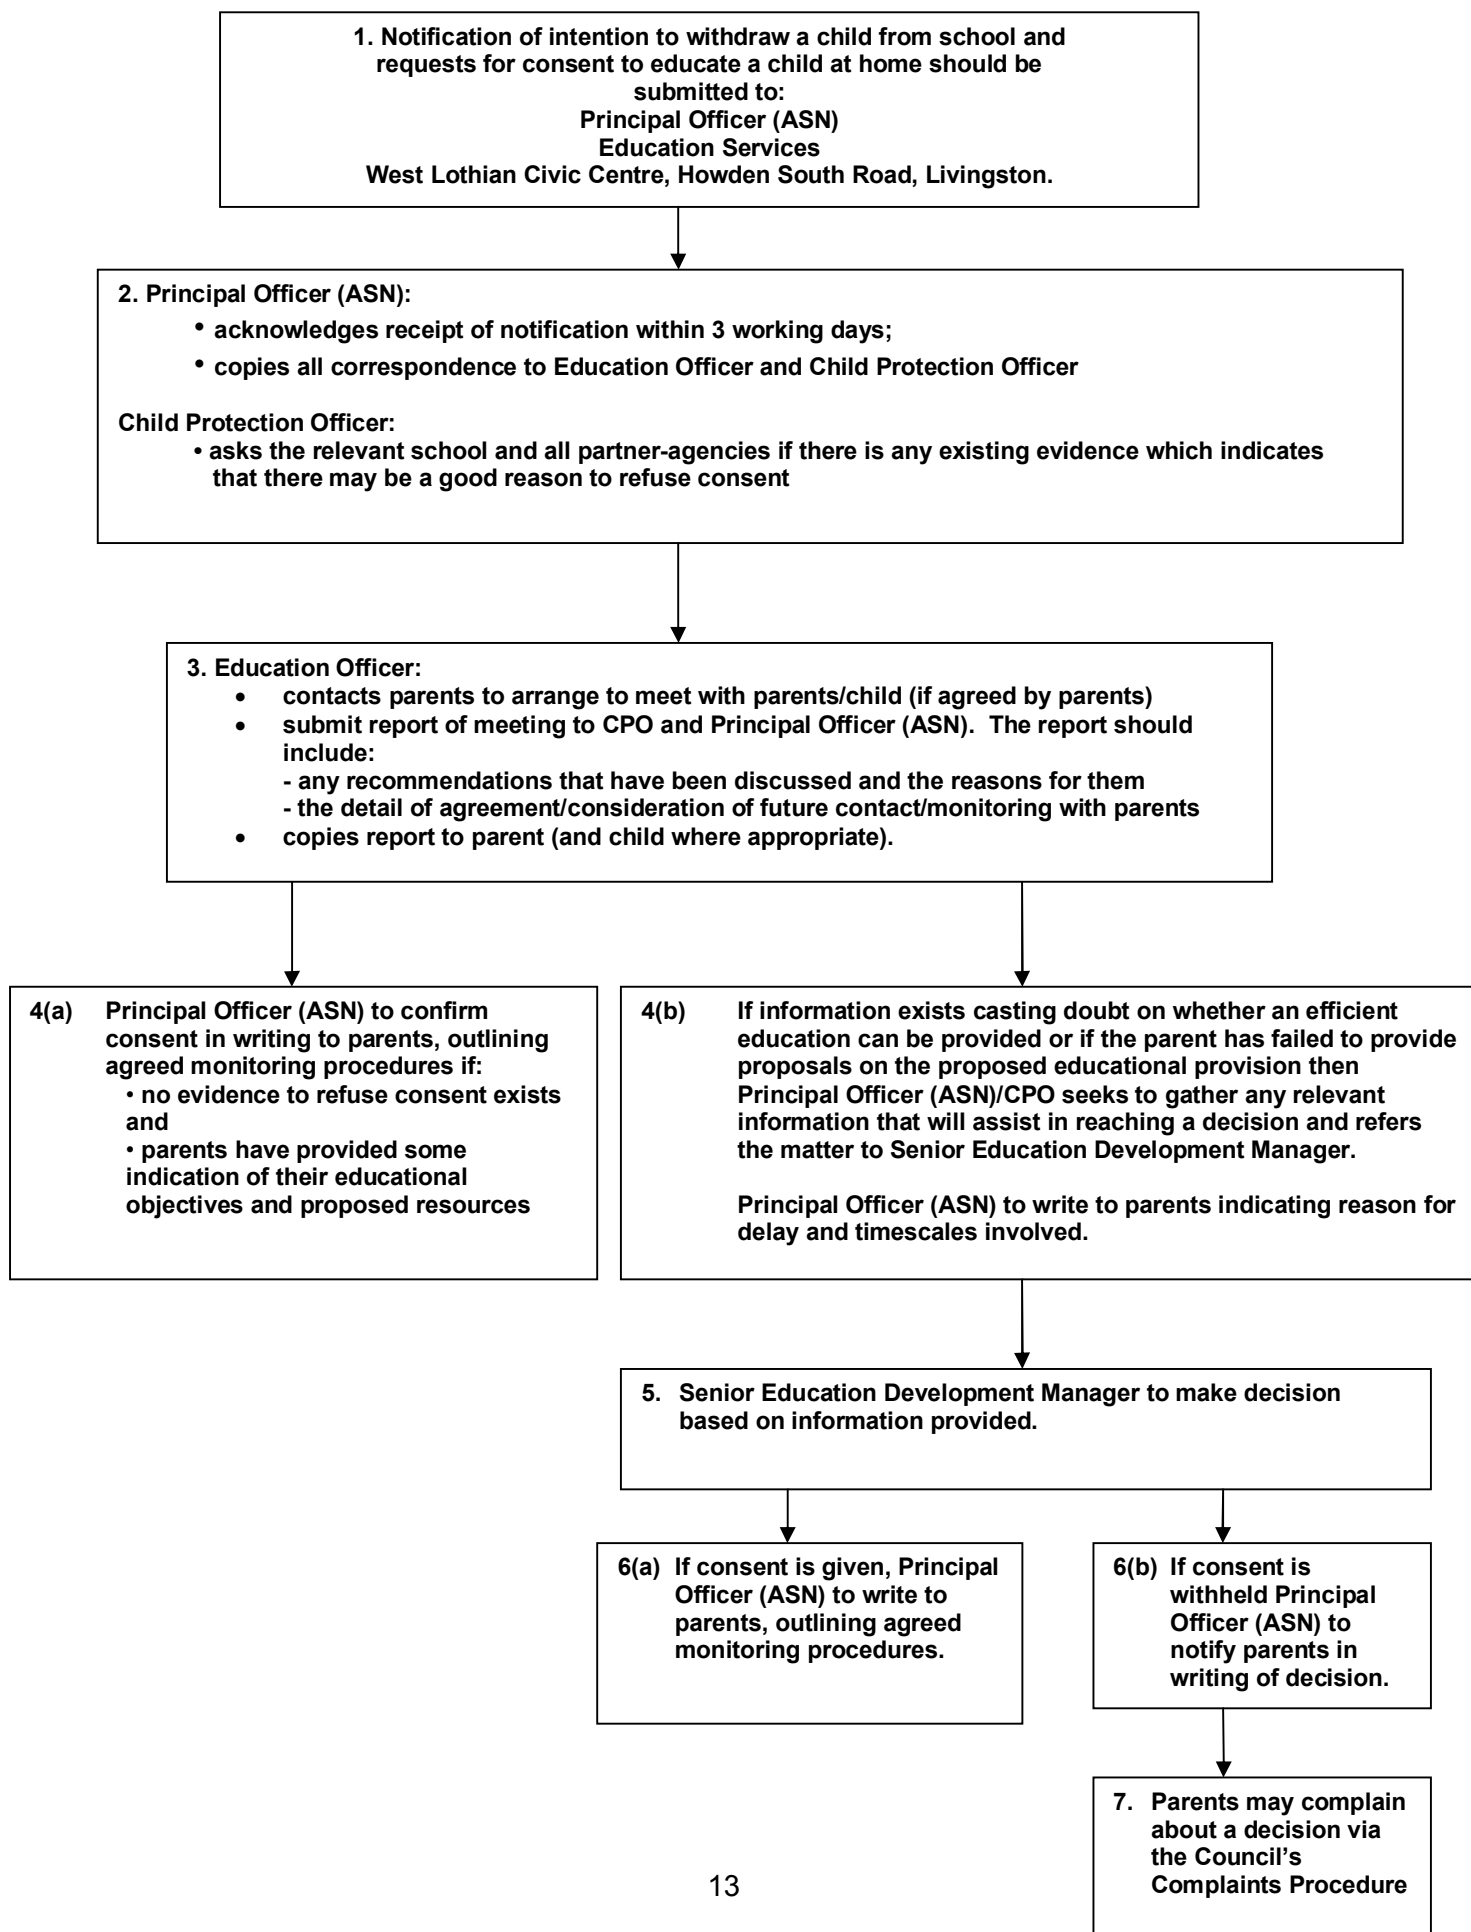 1. Notification of intention to withdraw a child from school and
requests for consent to educate a child at home should be
submitted to:
Principal Officer (ASN)
Education Services
West Lothian Civic Centre, Howden South Road, Livingston.
2. Principal Officer (ASN):
• acknowledges receipt of notification within 3 working days;
• copies all correspondence to Education Officer and Child Protection Officer
Child Protection Officer:
• asks the relevant school and all partner-agencies if there is any existing evidence which indicates
that there may be a good reason to refuse consent
3. Education Officer:
• contacts parents to arrange to meet with parents/child (if agreed by parents)
• submit report of meeting to CPO and Principal Officer (ASN). The report should
include:
- any recommendations that have been discussed and the reasons for them
- the detail of agreement/consideration of future contact/monitoring with parents
• copies report to parent (and child where appropriate).
4(a) Principal Officer (ASN) to confirm
consent in writing to parents, outlining
agreed monitoring procedures if:
• no evidence to refuse consent exists
and
• parents have provided some
indication of their educational
objectives and proposed resources
4(b) If information exists casting doubt on whether an efficient
education can be provided or if the parent has failed to provide
proposals on the proposed educational provision then
Principal Officer (ASN)/CPO seeks to gather any relevant
information that will assist in reaching a decision and refers
the matter to Senior Education Development Manager.
Principal Officer (ASN) to write to parents indicating reason for
delay and timescales involved.
5. Senior Education Development Manager to make decision
based on information provided.
6(a) If consent is given, Principal
Officer (ASN) to write to
parents, outlining agreed
monitoring procedures.
6(b) If consent is
withheld Principal
Officer (ASN) to
notify parents in
writing of decision.
7. Parents may complain
about a decision via
the Council's
Complaints Procedure
13